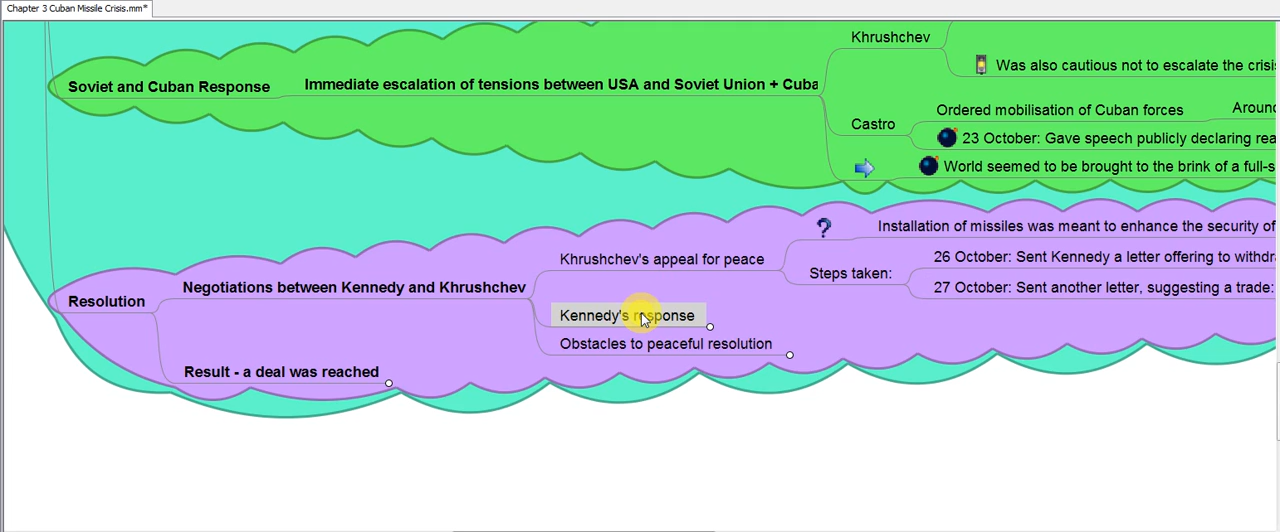 Chapter 3 Cuban Missile Crisis.mm*
Khrushchev
Was also cautious not to escalate the crisis
Soviet and Cuban Response
Immediate escalation of tensions between USA and Soviet Union + Cuba
Ordered mobilisation of Cuban forces
Around
Castro
23 October: Gave speech publicly declaring rea
World seemed to be brought to the brink of a full-s
Installation of missiles was meant to enhance the security of
Khrushchev's appeal for peace
26 October: Sent Kennedy a letter offering to withdra
Steps taken:
27 October: Sent another letter, suggesting a trade:
Resolution
Negotiations between Kennedy and Khrushchev
Kennedy's response
Obstacles to peaceful resolution
Result - a deal was reached